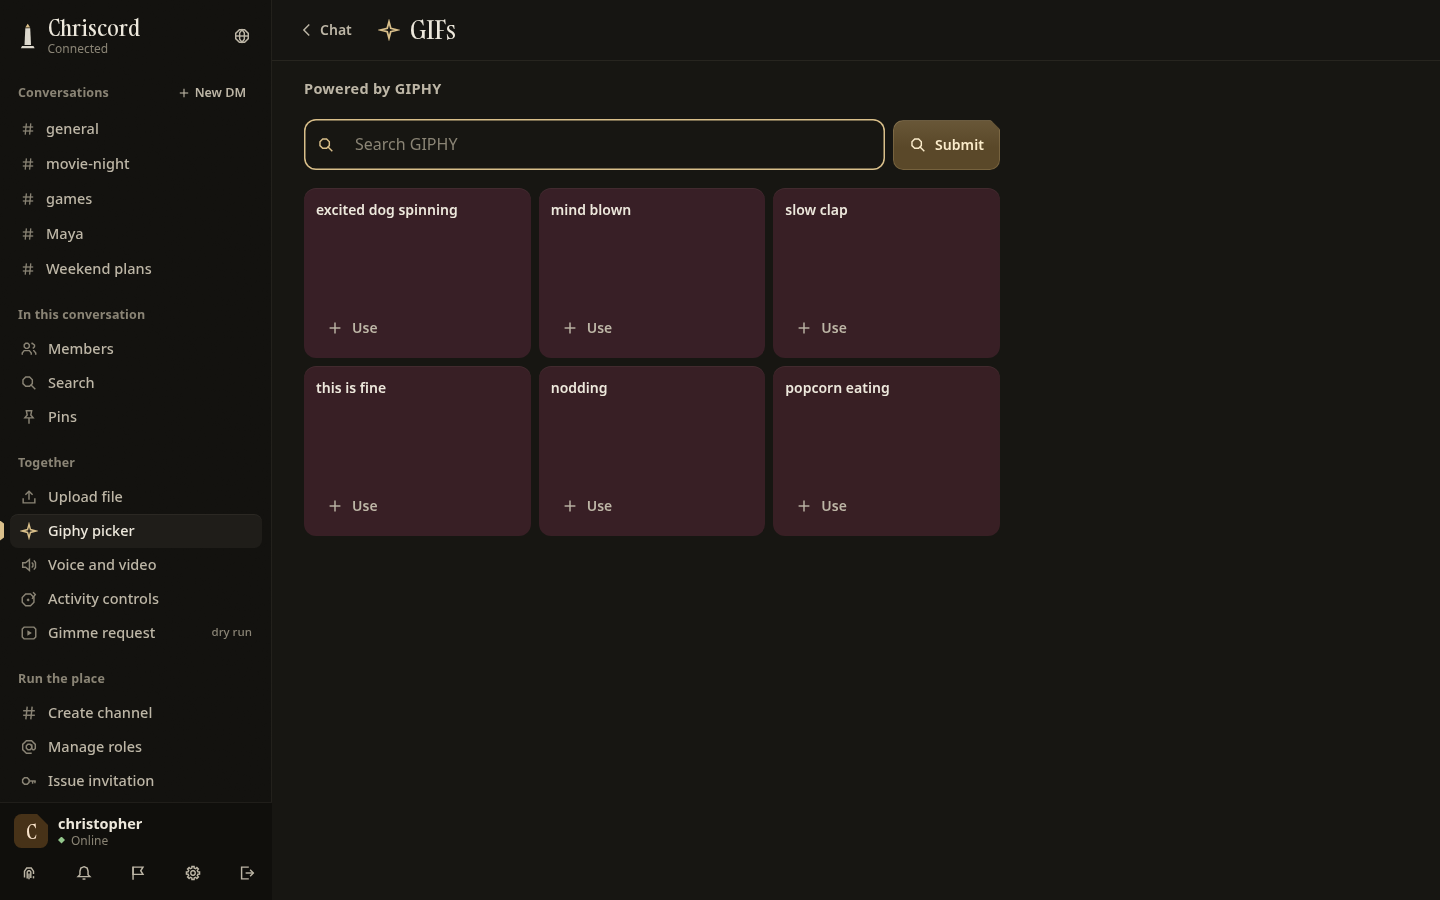 Chriscord
Connected
Conversations
New DM
general
movie-night
games
Maya
Weekend plans
In this conversation
Members
Search
Pins
Together
Upload file
Giphy picker
Voice and video
Activity controls
Gimme request dry run
Run the place
Create channel
Manage roles
Issue invitation
C
christopher
Online
Chat
GIFs
Powered by GIPHY
Search GIPHY
Submit
excited dog spinning
Use
mind blown
Use
slow clap
Use
this is fine
Use
nodding
Use
popcorn eating
Use